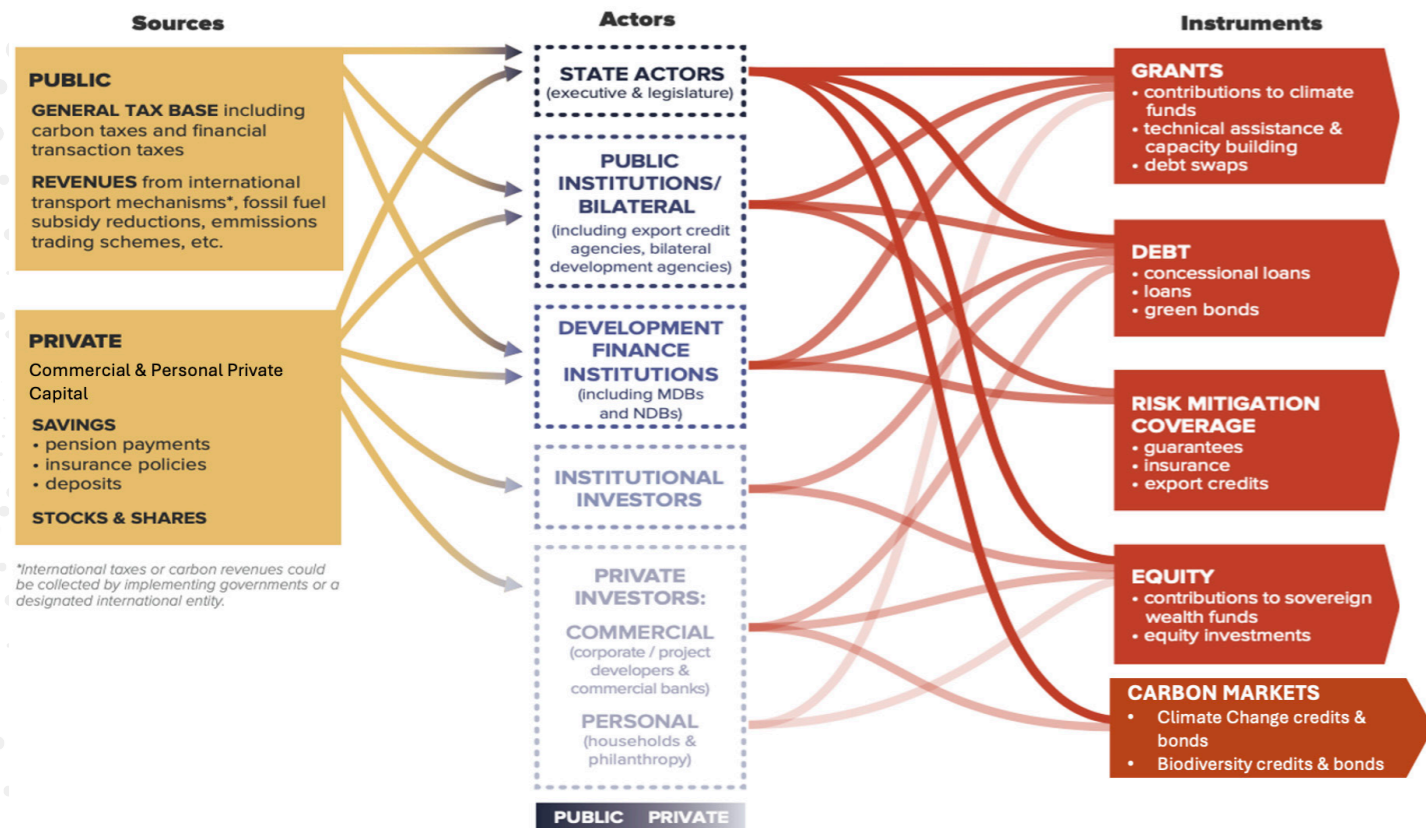 Sources
Actors
Instruments
PUBLIC
GENERAL TAX BASE including
carbon taxes and financial
transaction taxes
REVENUES from international
transport mechanisms*, fossil fuel
subsidy reductions, emmissions
trading schemes, etc.
PRIVATE
Commercial & Personal Private
Capital
SAVINGS
• pension payments
• insurance policies
• deposits
STOCKS & SHARES
*International taxes or carbon revenues could
be collected by implementing governments or a
designated international entity.
STATE ACTORS
(executive & legislature)
PUBLIC
INSTITUTIONS/
BILATERAL
(including export credit
agencies, bilateral
development agencies)
DEVELOPMENT
FINANCE
INSTITUTIONS
(including MDBs
and NDBs)
INSTITUTIONAL
INVESTORS
PRIVATE
INVESTORS:
COMMERCIAL
(corporate / project
developers &
commercial banks)
PERSONAL
(households &
philanthropy)
PUBLIC PRIVATE
GRANTS
• contributions to climate
funds
• technical assistance &
capacity building
• debt swaps
DEBT
• concessional loans
• loans
• green bonds
RISK MITIGATION
COVERAGE
• guarantees
• insurance
• export credits
EQUITY
• contributions to sovereign
wealth funds
• equity investments
CARBON MARKETS
• Climate Change credits &
bonds
• Biodiversity credits & bonds